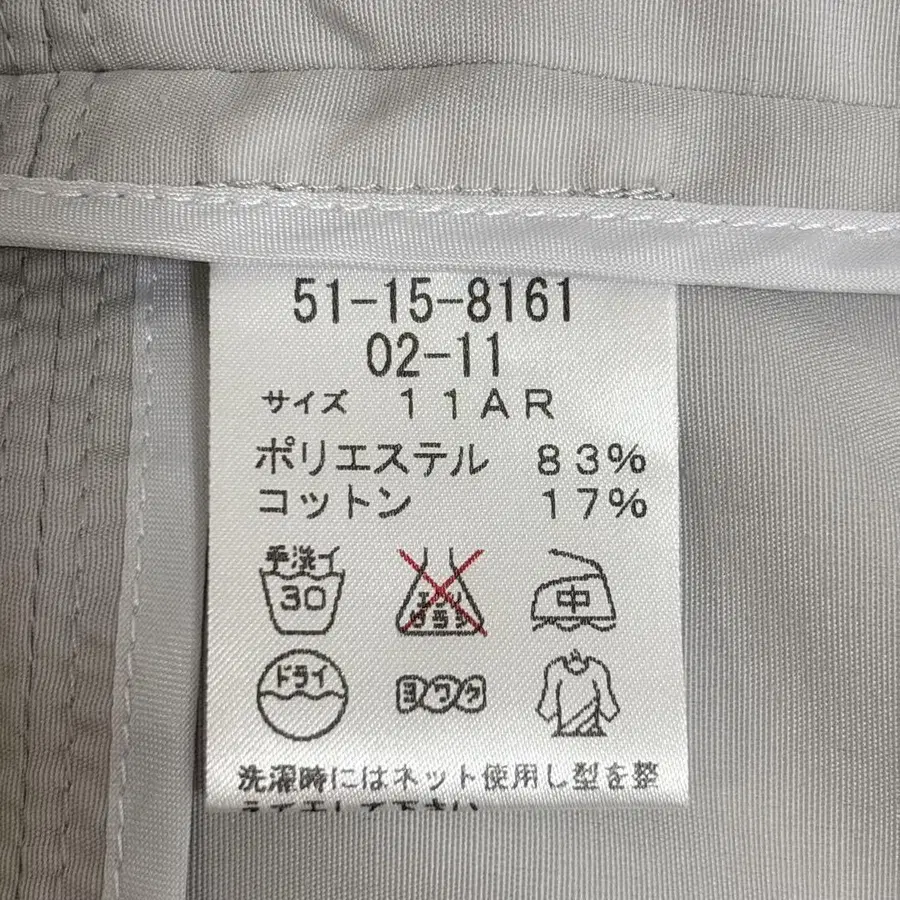 51-15-8161
02-11
サイズ 11AR
ポリエステル 83%
コットン 17%
手洗イ
30
エンソ
サラシ
中
ドライ
ヨワク
洗濯時にはネット使用し型を整